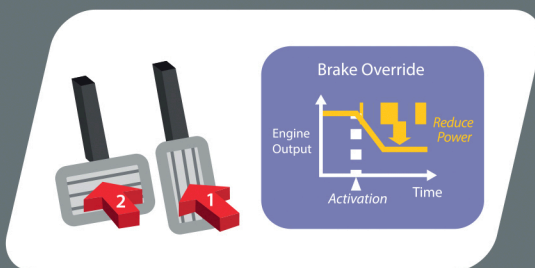 Brake Override
Engine
Output
Reduce
Power
Activation
Time
2
1